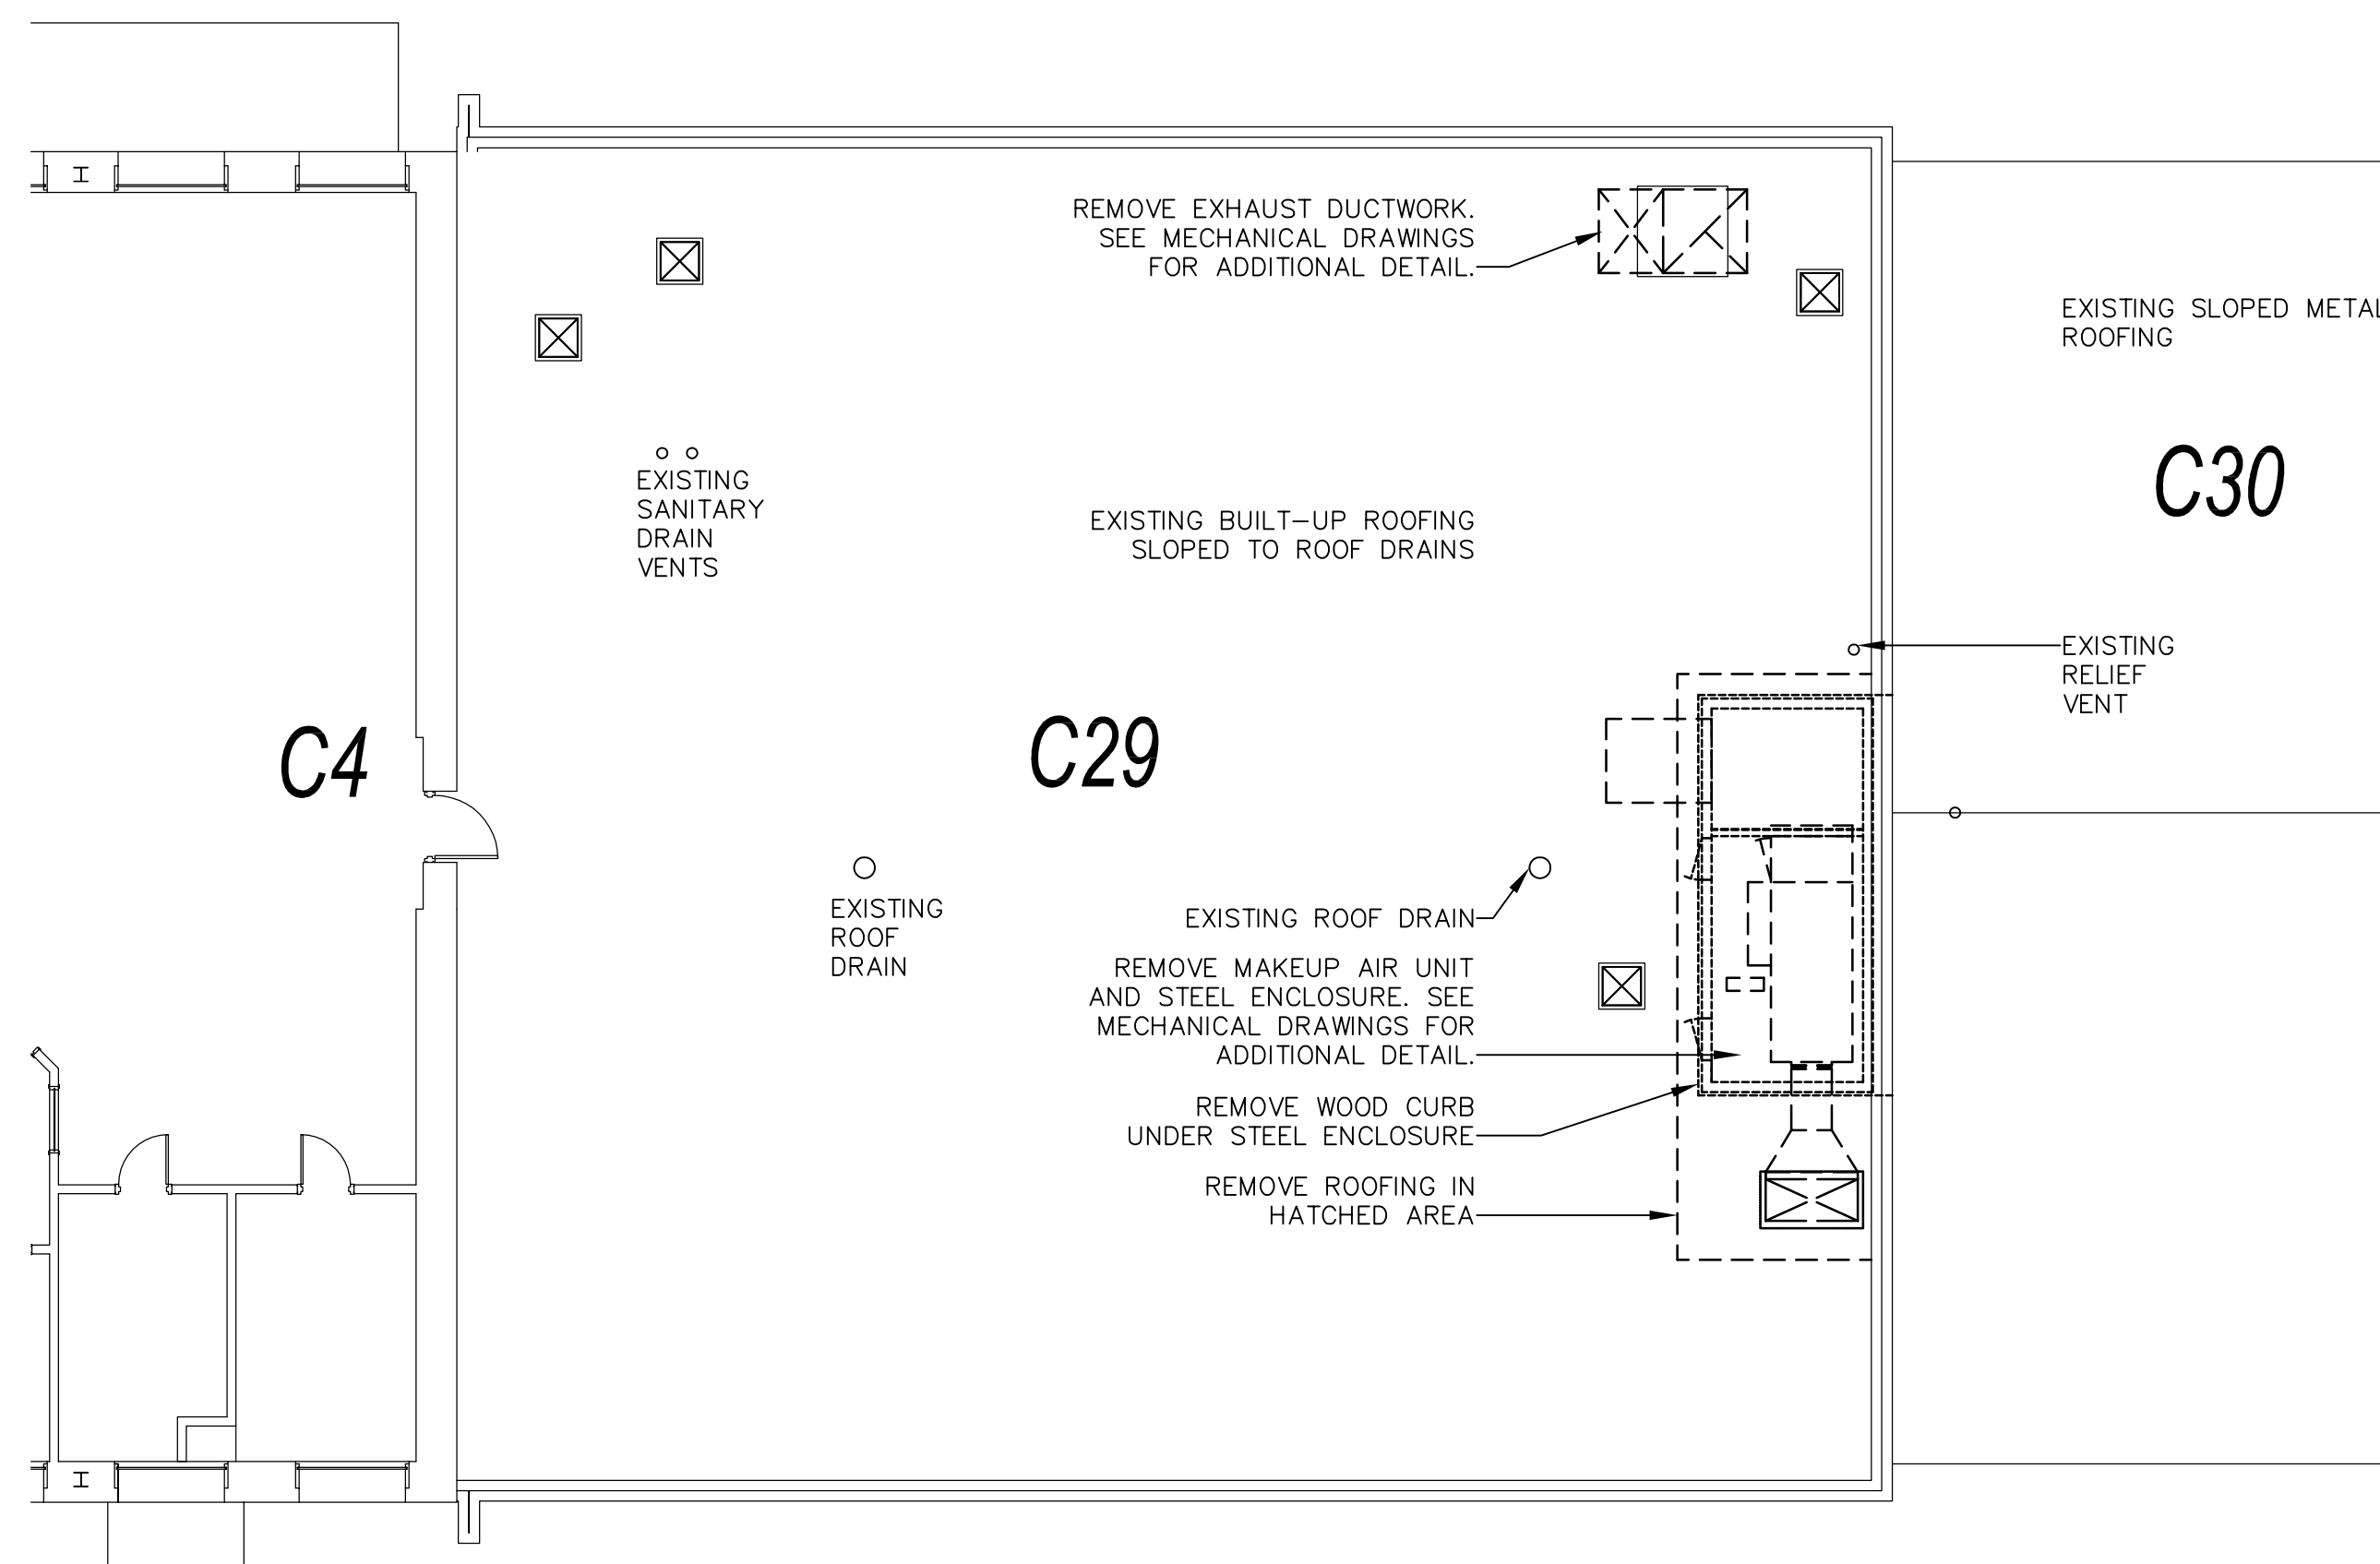 REMOVE EXHAUST DUCTWORK.
SEE MECHANICAL DRAWINGS
FOR ADDITIONAL DETAIL.
EXISTING SLOPED METAL
ROOFING
C30
EXISTING
SANITARY
DRAIN
VENTS
EXISTING BUILT-UP ROOFING
SLOPED TO ROOF DRAINS
EXISTING
RELIEF
VENT
C4
C29
EXISTING
ROOF
DRAIN
EXISTING ROOF DRAIN
REMOVE MAKEUP AIR UNIT
AND STEEL ENCLOSURE. SEE
MECHANICAL DRAWINGS FOR
ADDITIONAL DETAIL.
REMOVE WOOD CURB
UNDER STEEL ENCLOSURE
REMOVE ROOFING IN
HATCHED AREA